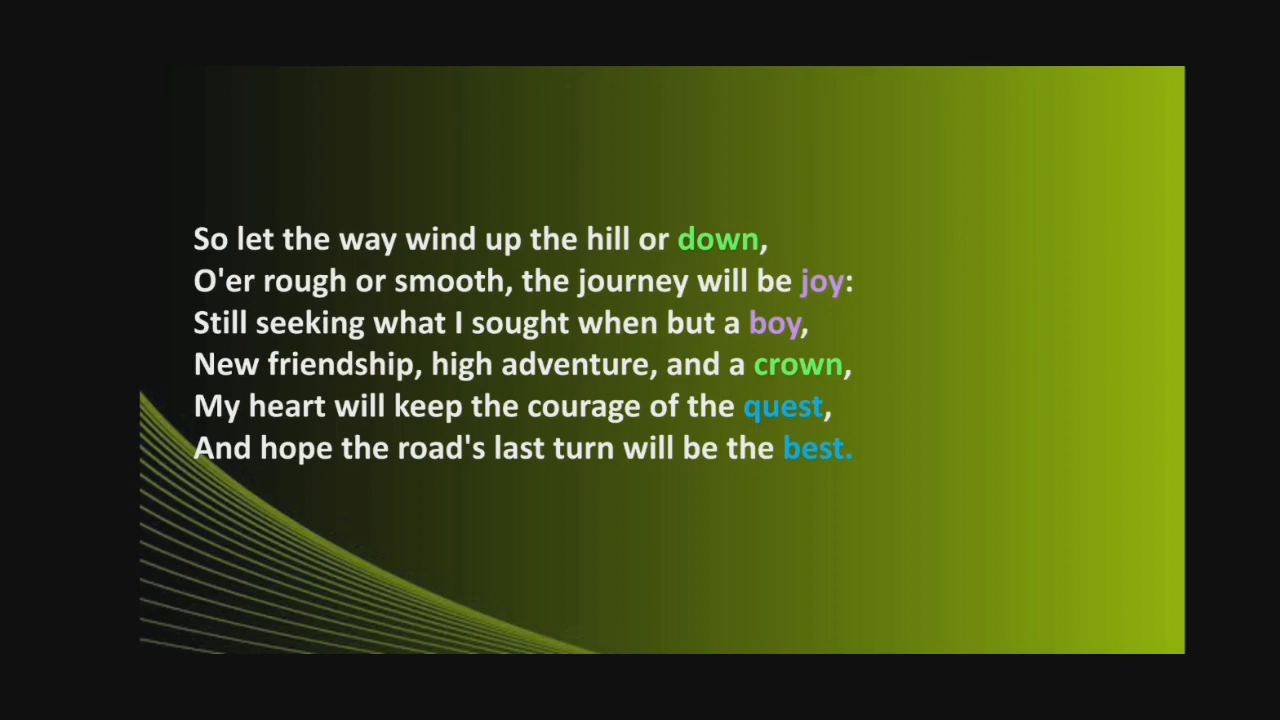 So let the way wind up the hill or down,
O'er rough or smooth, the journey will be joy:
Still seeking what I sought when but a boy,
New friendship, high adventure, and a crown,
My heart will keep the courage of the quest,
And hope the road's last turn will be the best.